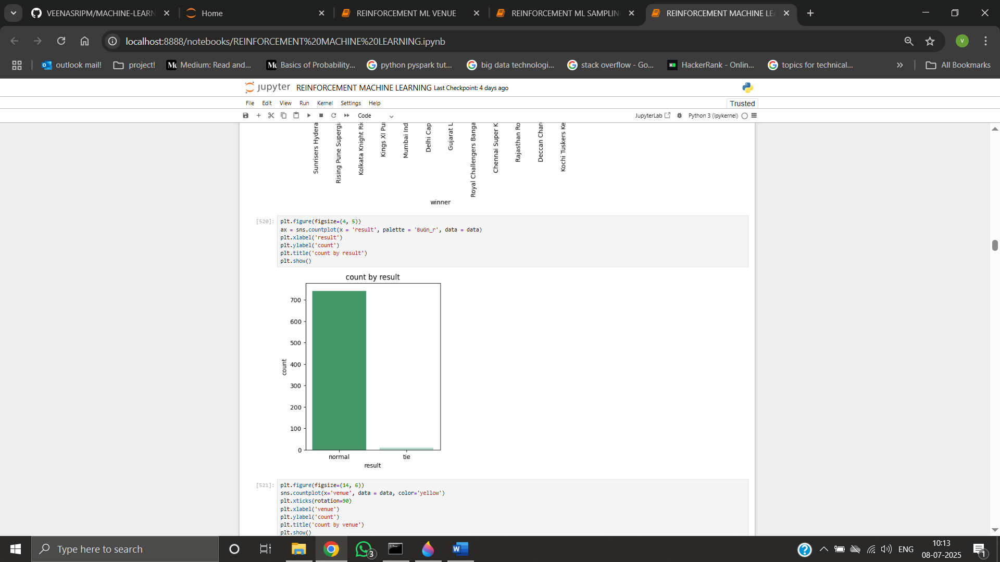 VEENASRIPM/MACHINE-LEARN
Home
REINFORCEMENT ML VENUE
REINFORCEMENT ML SAMPLIN
REINFORCEMENT MACHINE LE
localhost:8888/notebooks/REINFORCEMENT%20MACHINE%20LEARNING.ipynb
V
outlook mail!
project!
Medium: Read and...
Basics of Probability...
python pyspark tut...
big data technologi...
stack overflow - Go...
HackerRank - Onlin...
topics for technical...
»
All Bookmarks
jupyter REINFORCEMENT MACHINE LEARNING Last Checkpoint: 4 days ago
File Edit View Run Kernel Settings Help
Trusted
Code
JupyterLab
Python 3 (ipykernel)
Sunrisers Hydera
Rising Pune Supergi
Kolkata Knight Ri
Kings XI Pu
Mumbai Ind
Delhi Cap
Gujarat L
Royal Challengers Banga
Chennai Super K
Rajasthan Ro
Deccan Char
Kochi Tuskers Ke
winner
[520]:
plt.figure(figsize=(4, 5))
ax = sns.countplot(x = 'result', palette = 'BuGn_r', data = data)
plt.xlabel('result')
plt.ylabel('count')
plt.title('count by result')
plt.show()
count by result
700
600
500
400
300
200
100
0
count
normal
tie
result
[521]:
plt.figure(figsize=(14, 6))
sns.countplot(x='venue', data = data, color='yellow')
plt.xticks(rotation=90)
plt.xlabel('venue')
plt.ylabel('count')
plt.title('count by venue')
plt.show()
Type here to search
3
ENG
10:13
08-07-2025
1